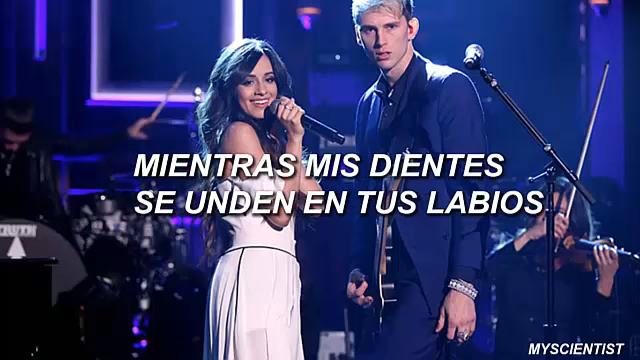 MIENTRAS MIS DIENTES
SE UNDEN EN TUS LABIOS
MYSCIENTIST